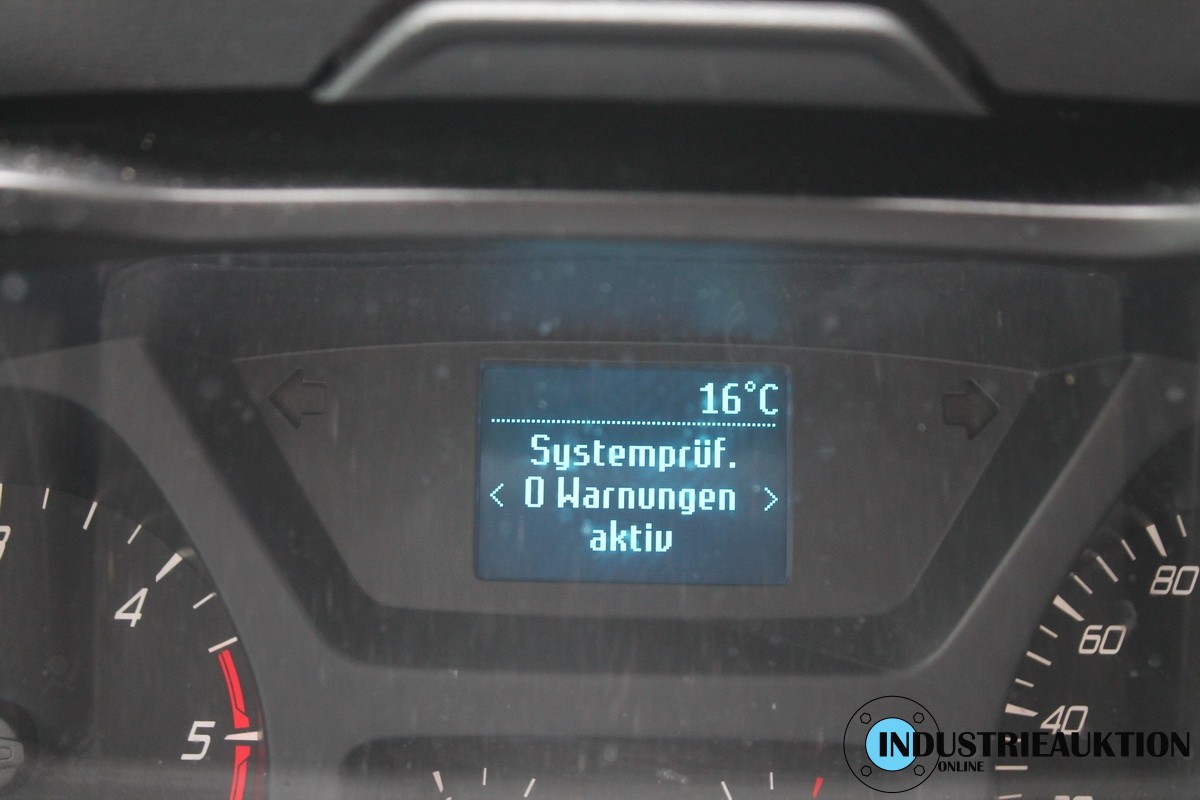 16°C
Systemprüf.
< 0 Warnungen >
aktiv
4
5
80
60
40
INDUSTRIEAUKTION
ONLINE